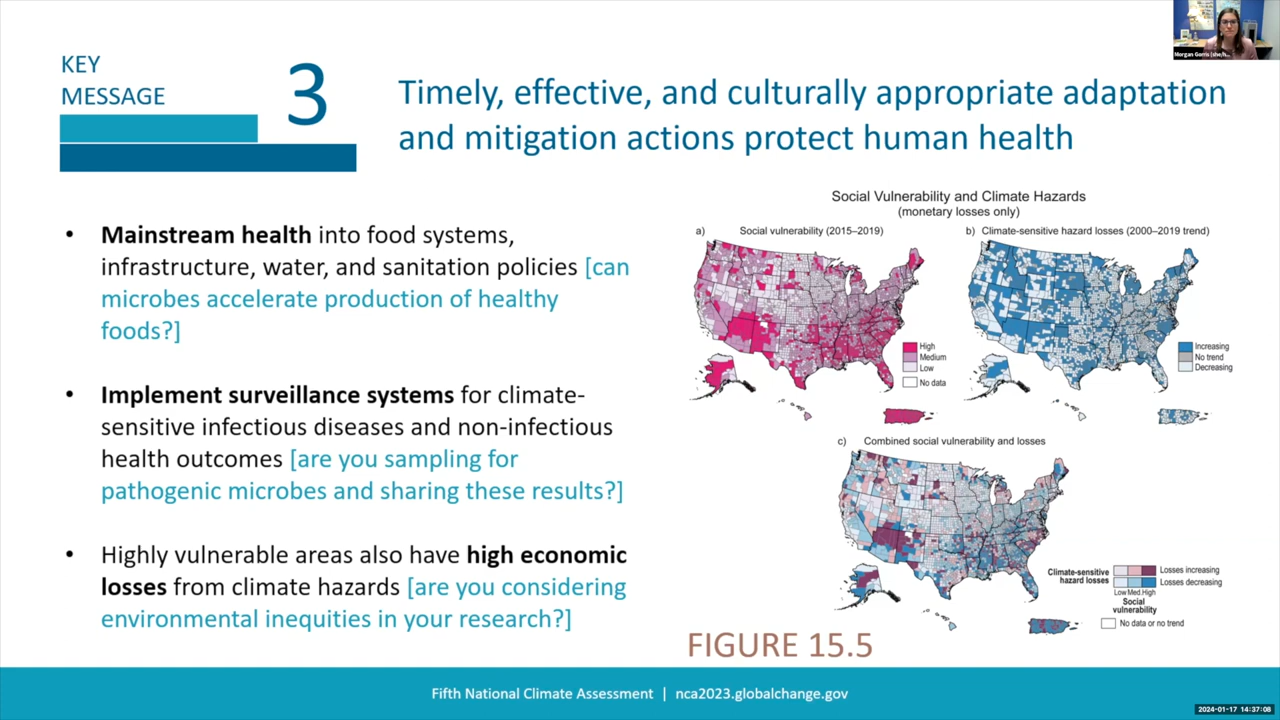 KEY
MESSAGE
3
Timely, effective, and culturally appropriate adaptation
and mitigation actions protect human health
Morgan Gorris (she/h...
• Mainstream health into food systems,
infrastructure, water, and sanitation policies [can
microbes accelerate production of healthy
foods?]
• Implement surveillance systems for climate-
sensitive infectious diseases and non-infectious
health outcomes [are you sampling for
pathogenic microbes and sharing these results?]
• Highly vulnerable areas also have high economic
losses from climate hazards [are you considering
environmental inequities in your research?]
Social Vulnerability and Climate Hazards
(monetary losses only)
a) Social vulnerability (2015–2019)
High
Medium
Low
No data
b) Climate-sensitive hazard losses (2000–2019 trend)
Increasing
No trend
Decreasing
c) Combined social vulnerability and losses
Climate-sensitive
hazard losses
Losses increasing
Losses decreasing
Low Med. High
Social
vulnerability
No data or no trend
FIGURE 15.5
Fifth National Climate Assessment | nca2023.globalchange.gov
2024-01-17 14:37:08